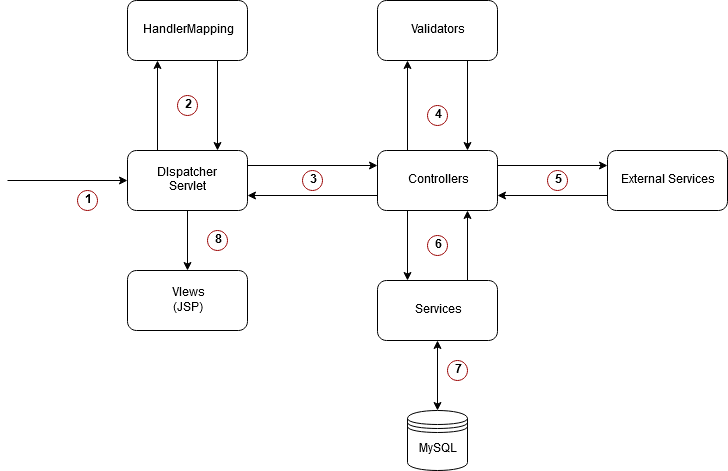 HandlerMapping
Validators
2
4
DIspatcher
Servlet
3
Controllers
5
External Services
1
8
6
VIews
(JSP)
Services
7
MySQL